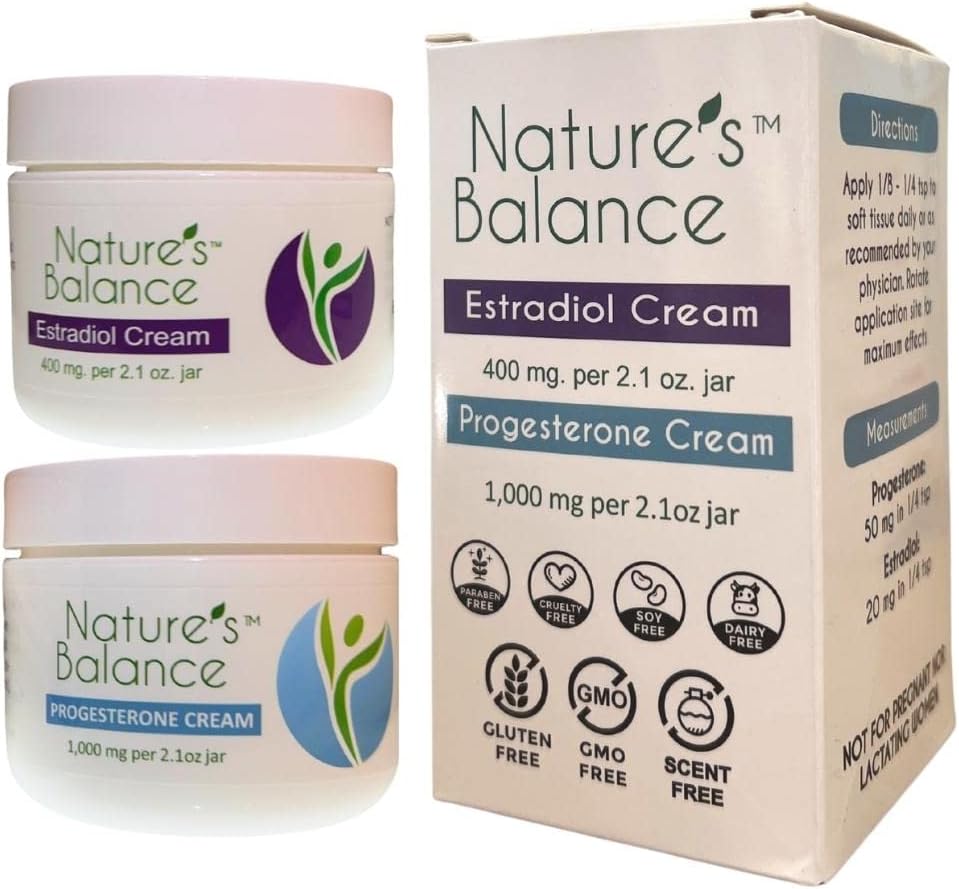 Nature's™
Balance
Estradiol Cream
400 mg. per 2.1 oz. jar
Nature's™
Balance
PROGESTERONE CREAM
1,000 mg per 2.1oz jar
Nature's™
Balance
Estradiol Cream
400 mg. per 2.1 oz. jar
Progesterone Cream
1,000 mg per 2.1oz jar
PARABEN
FREE
CRUELTY
FREE
SOY
FREE
DAIRY
FREE
GLUTEN
FREE
GMO
GMO
FREE
SCENT
FREE
Directions
Apply 1/8 - 1/4 tsp to
soft tissue daily or as
recommended by your
physician. Rotate
application site for
maximum effects
Measurements
Progesterone:
50 mg in 1/4 tsp
Estradiol:
20 mg in 1/4 tsp
NOT FOR PREGNANT NOR
LACTATING WOMEN